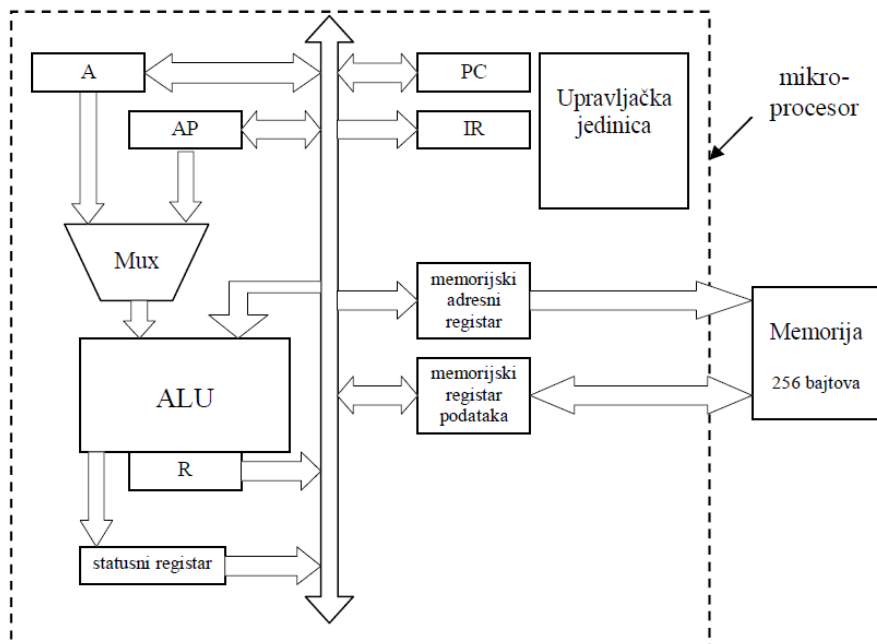 A
PC
AP
IR
Upravljačka
jedinica
mikro-
procesor
Mux
memorijski
adresni
registar
Memorija
256 bajtova
memorijski
registar
podataka
ALU
R
statusni registar